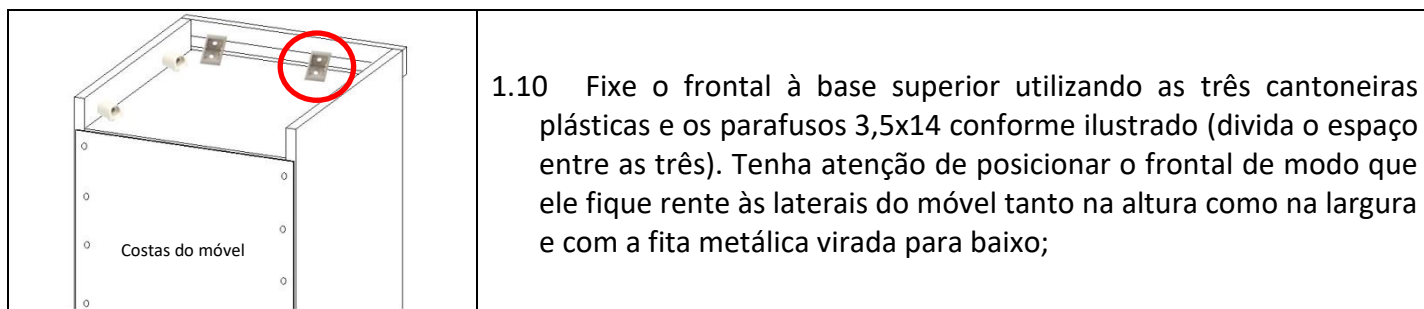 1.10 Fixe o frontal à base superior utilizando as três cantoneiras
plásticas e os parafusos 3,5x14 conforme ilustrado (divida o espaço
entre as três). Tenha atenção de posicionar o frontal de modo que
ele fique rente às laterais do móvel tanto na altura como na largura
e com a fita metálica virada para baixo;
Costas do móvel